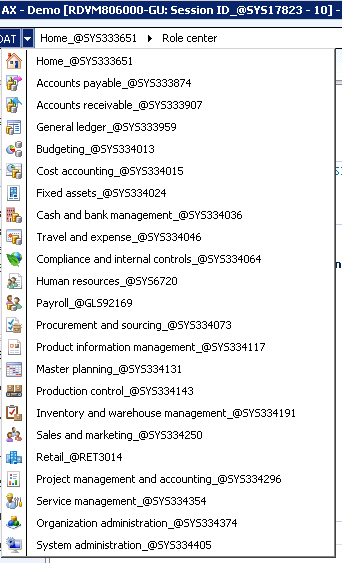 AX - Demo [RDVM806000-GU: Session ID_@SYS17823 - 10]
DAT Home_@SYS333651 Role center
Home_@SYS333651
Accounts payable_@SYS333874
Accounts receivable_@SYS333907
General ledger_@SYS333959
Budgeting_@SYS334013
Cost accounting_@SYS334015
Fixed assets_@SYS334024
Cash and bank management_@SYS334036
Travel and expense_@SYS334046
Compliance and internal controls_@SYS334064
Human resources_@SYS6720
Payroll_@GLS92169
Procurement and sourcing_@SYS334073
Product information management_@SYS334117
Master planning_@SYS334131
Production control_@SYS334143
Inventory and warehouse management_@SYS334191
Sales and marketing_@SYS334250
Retail_@RET3014
Project management and accounting_@SYS334296
Service management_@SYS334354
Organization administration_@SYS334374
System administration_@SYS334405